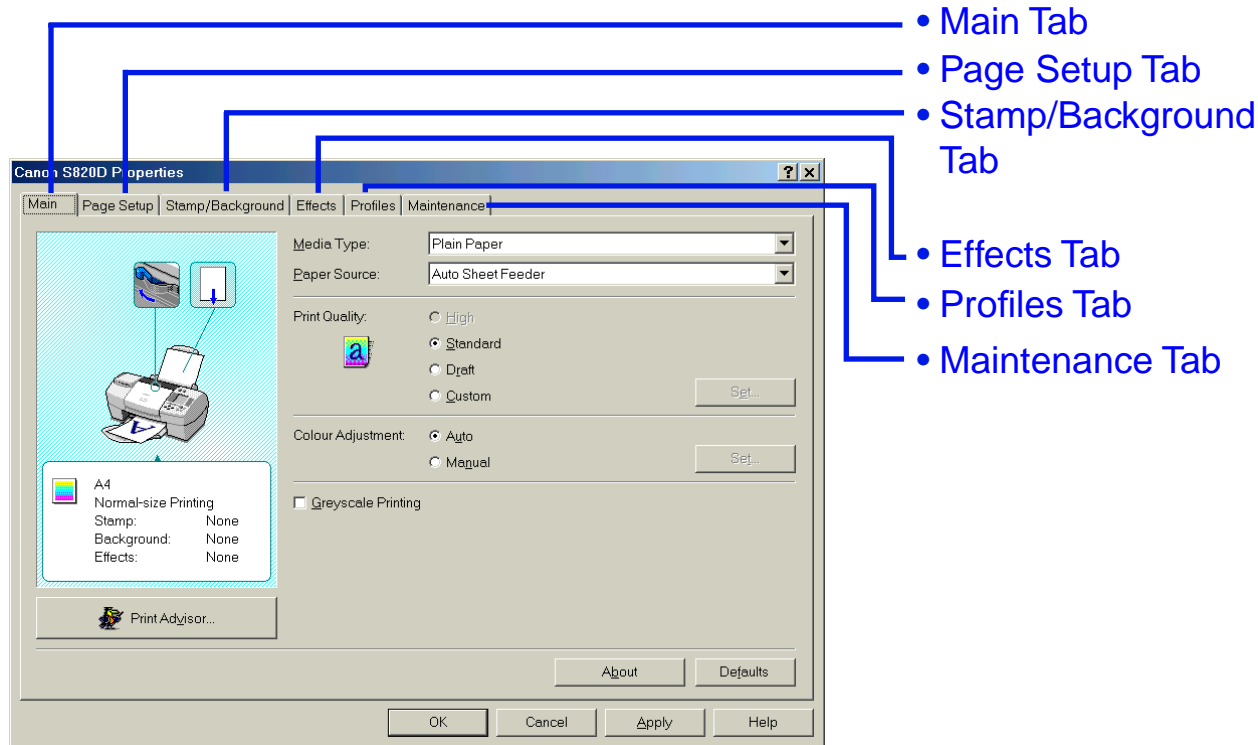 • Main Tab
• Page Setup Tab
• Stamp/Background
Tab
• Effects Tab
• Profiles Tab
• Maintenance Tab
Canon S820D Properties
Main Page Setup Stamp/Background Effects Profiles Maintenance
Media Type: Plain Paper
Paper Source: Auto Sheet Feeder
Print Quality: High
a
Standard
Draft
Custom Set...
Colour Adjustment: Auto
Manual Set...
Greyscale Printing
A
A4
Normal-size Printing
Stamp: None
Background: None
Effects: None
Print Advisor...
About Defaults
OK Cancel Apply Help